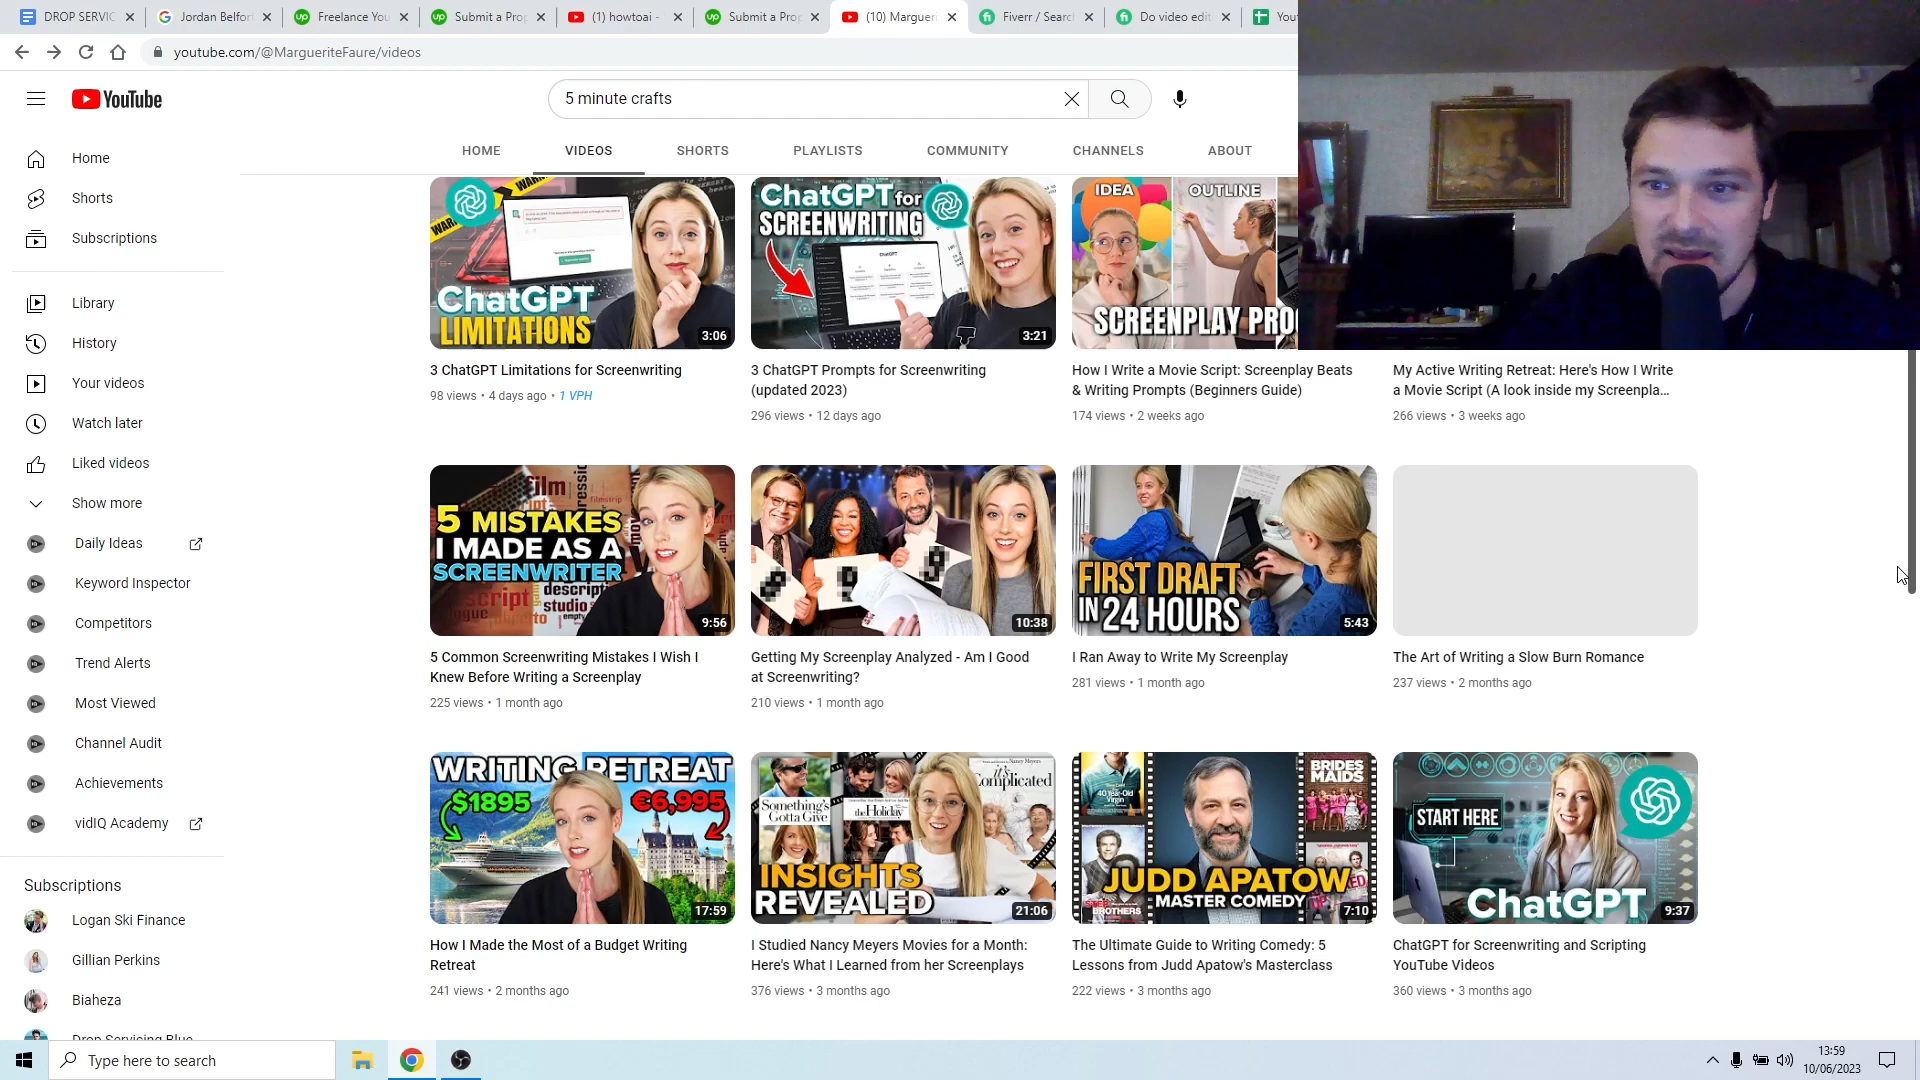 DROP SERVIC
Jordan Belfor
Freelance You
Submit a Prop
(1) howtoai -
Submit a Prop
(10) Margueri
Fiverr / Searc
Do video edit
You
youtube.com/@MargueriteFaure/videos
YouTube
5 minute crafts
HOME
VIDEOS
SHORTS
PLAYLISTS
COMMUNITY
CHANNELS
ABOUT
Home
Shorts
Subscriptions
Library
History
Your videos
Watch later
Liked videos
Show more
Daily Ideas
Keyword Inspector
Competitors
Trend Alerts
Most Viewed
Channel Audit
Achievements
vidIQ Academy
Subscriptions
Logan Ski Finance
Gillian Perkins
Biaheza
Drop Servicing Blue
ChatGPT
LIMITATIONS
3:06
3 ChatGPT Limitations for Screenwriting
98 views • 4 days ago • 1 VPH
ChatGPT for
SCREENWRITING
3:21
3 ChatGPT Prompts for Screenwriting
(updated 2023)
296 views • 12 days ago
IDEA
OUTLINE
SCREENPLAY PRO
How I Write a Movie Script: Screenplay Beats
& Writing Prompts (Beginners Guide)
174 views • 2 weeks ago
My Active Writing Retreat: Here's How I Write
a Movie Script (A look inside my Screenpla...
266 views • 3 weeks ago
5 MISTAKES
I MADE AS A
SCREENWRITER
9:56
5 Common Screenwriting Mistakes I Wish I
Knew Before Writing a Screenplay
225 views • 1 month ago
10:38
Getting My Screenplay Analyzed - Am I Good
at Screenwriting?
210 views • 1 month ago
FIRST DRAFT
IN 24 HOURS
5:43
I Ran Away to Write My Screenplay
281 views • 1 month ago
The Art of Writing a Slow Burn Romance
237 views • 2 months ago
WRITING RETREAT
$1895
€6,995
17:59
How I Made the Most of a Budget Writing
Retreat
241 views • 2 months ago
Something's
Gotta Give
the Holiday
it's Complicated
INSIGHTS
REVEALED
21:06
I Studied Nancy Meyers Movies for a Month:
Here's What I Learned from her Screenplays
376 views • 3 months ago
BRIDES
MAIDS
JUDD APATOW
MASTER COMEDY
STEP BROTHERS
7:10
The Ultimate Guide to Writing Comedy: 5
Lessons from Judd Apatow's Masterclass
222 views • 3 months ago
START HERE
ChatGPT
9:37
ChatGPT for Screenwriting and Scripting
YouTube Videos
360 views • 3 months ago
Type here to search
13:59
10/06/2023